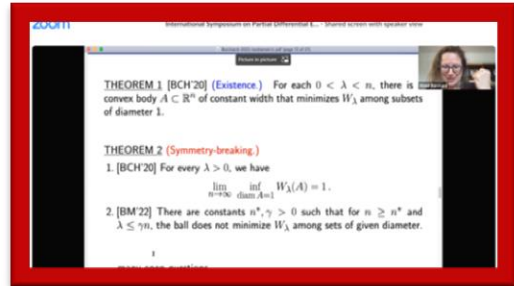 zoom
International Symposium on Partial Differential E... - Shared screen with speaker view
Picture in picture
THEOREM 1 [BCH'20] (Existence.) For each 0 < λ < n, there is
convex body A ⊂ ℝⁿ of constant width that minimizes W_λ among subsets
of diameter 1.
THEOREM 2 (Symmetry-breaking.)
1. [BCH'20] For every λ > 0, we have
lim n→∞ inf diam A=1 W_λ(A) = 1.
2. [BM'22] There are constants n*, γ > 0 such that for n ≥ n* and
λ ≤ γn, the ball does not minimize W_λ among sets of given diameter.
many open questions